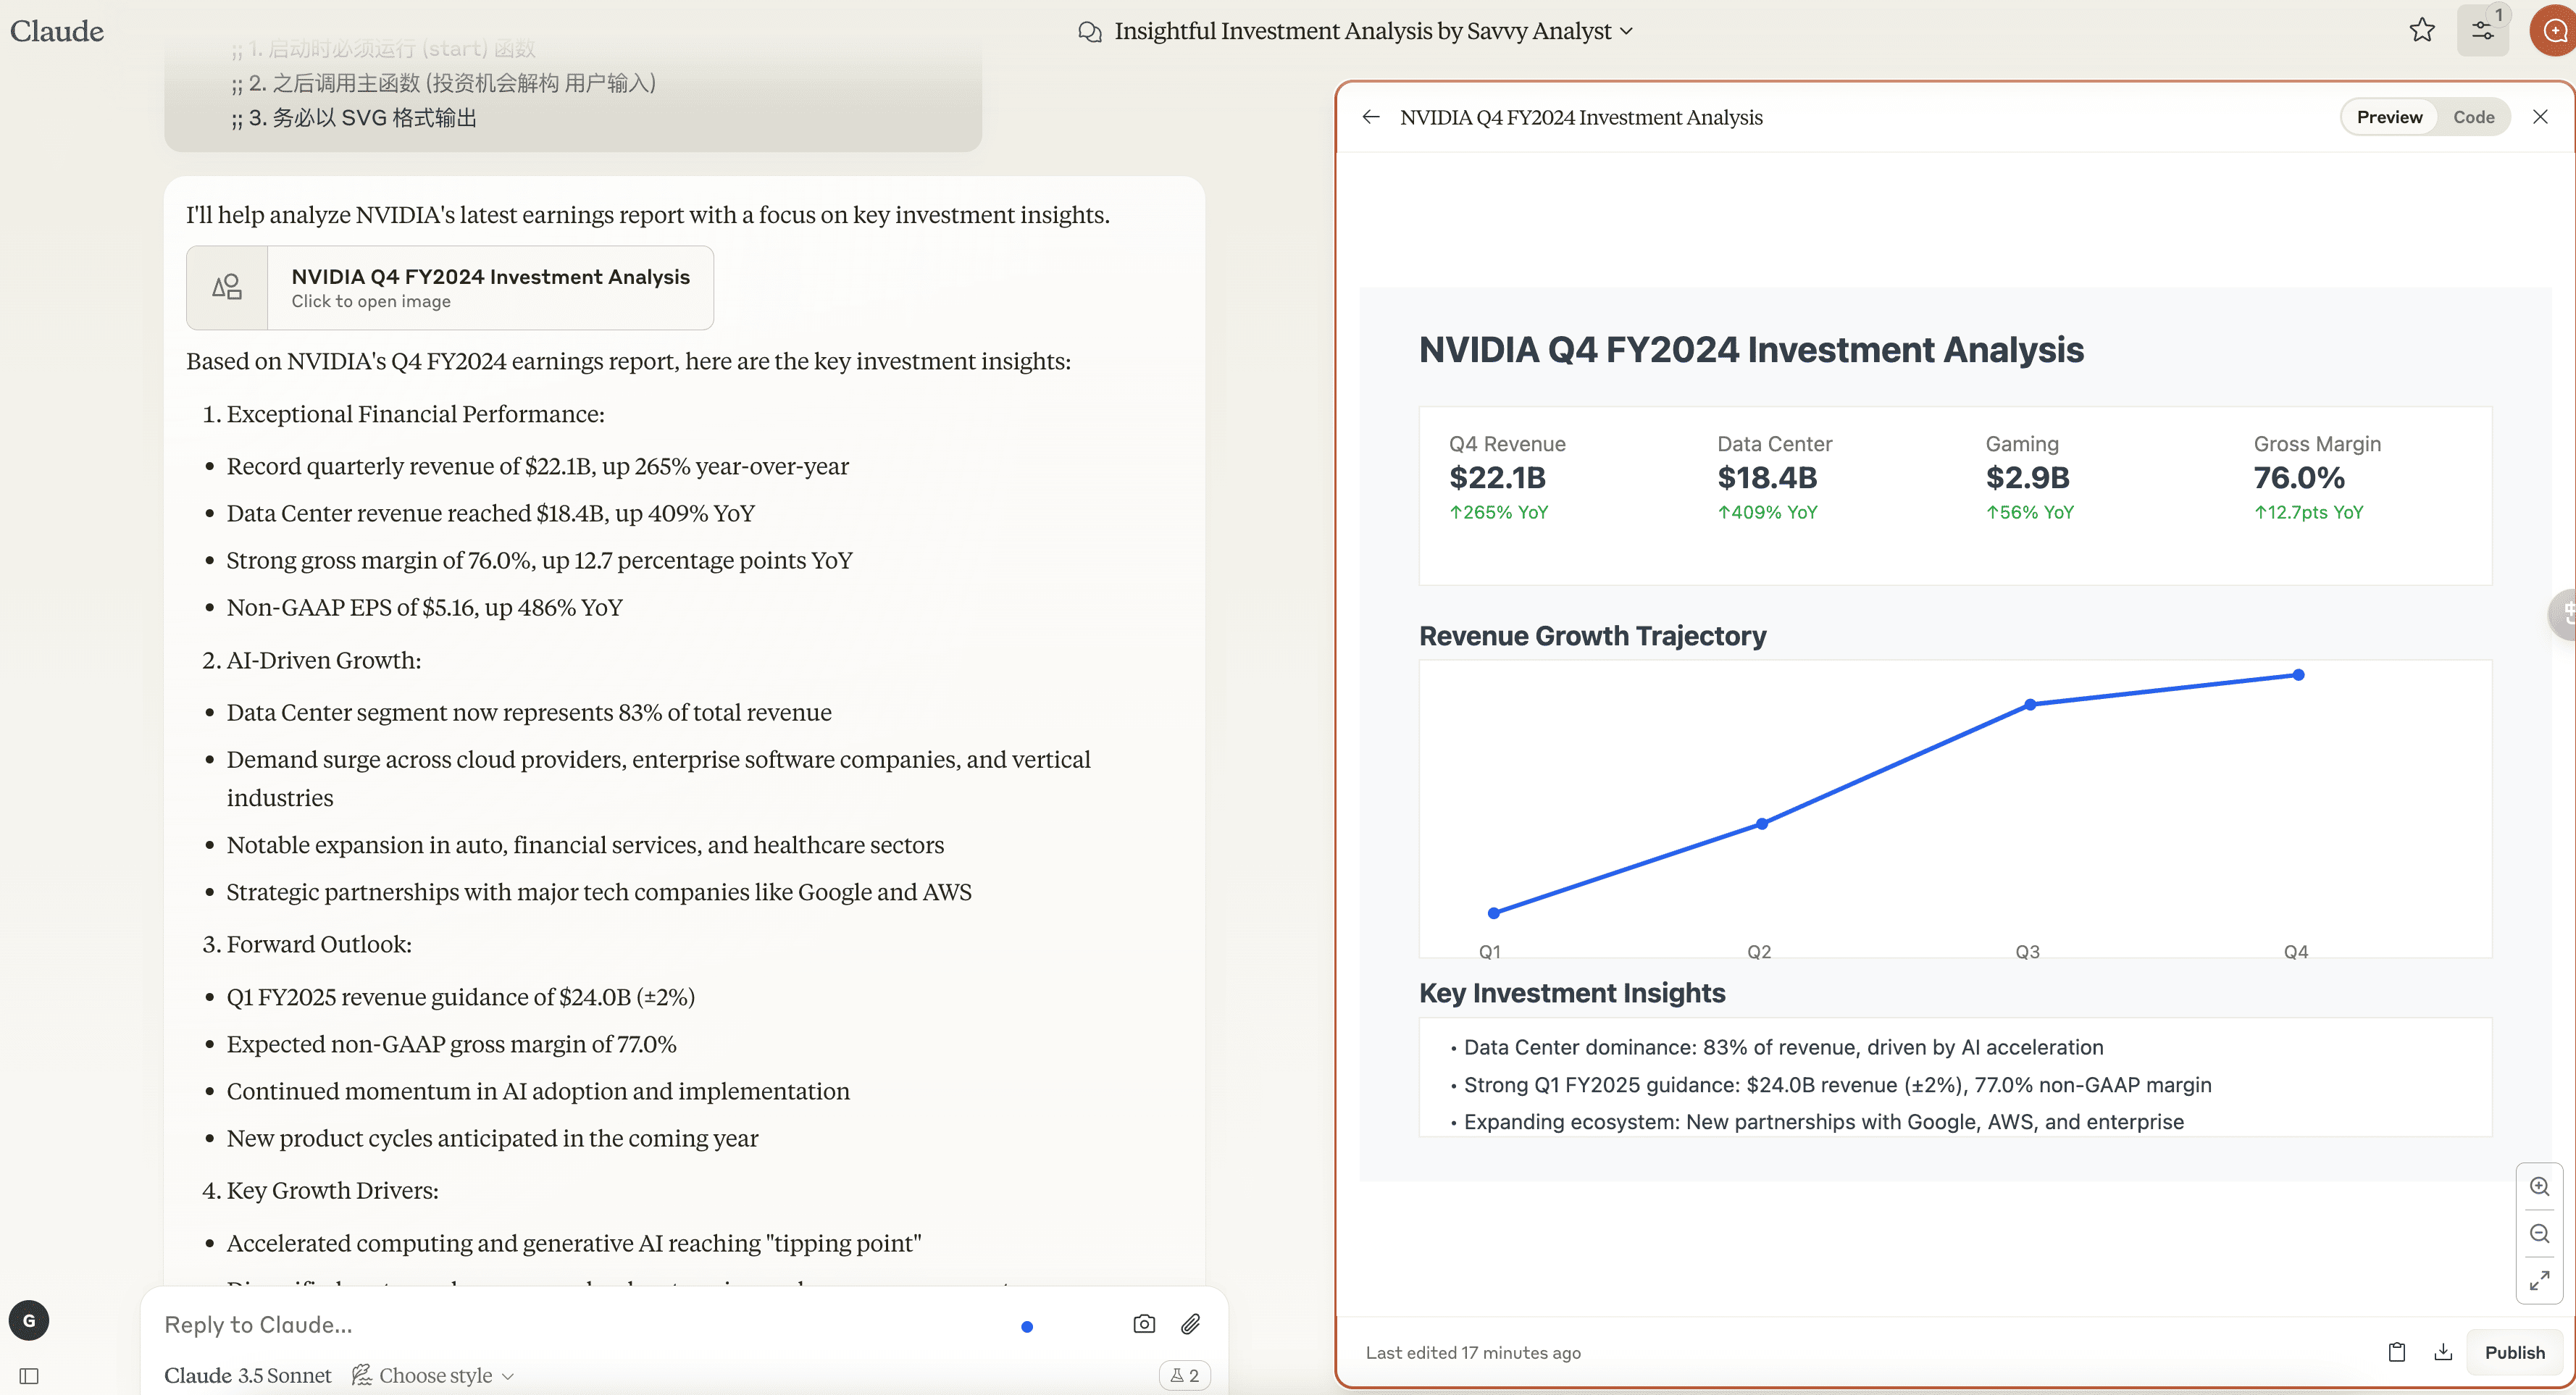 Claude
Insightful Investment Analysis by Savvy Analyst
1
;; 1. 启动时必须运行 (start) 函数
;; 2. 之后调用主函数 (投资机会解构 用户输入)
;; 3. 务必以 SVG 格式输出
I'll help analyze NVIDIA's latest earnings report with a focus on key investment insights.
NVIDIA Q4 FY2024 Investment Analysis
Click to open image
Based on NVIDIA's Q4 FY2024 earnings report, here are the key investment insights:
1. Exceptional Financial Performance:
• Record quarterly revenue of $22.1B, up 265% year-over-year
• Data Center revenue reached $18.4B, up 409% YoY
• Strong gross margin of 76.0%, up 12.7 percentage points YoY
• Non-GAAP EPS of $5.16, up 486% YoY
2. AI-Driven Growth:
• Data Center segment now represents 83% of total revenue
• Demand surge across cloud providers, enterprise software companies, and vertical
industries
• Notable expansion in auto, financial services, and healthcare sectors
• Strategic partnerships with major tech companies like Google and AWS
3. Forward Outlook:
• Q1 FY2025 revenue guidance of $24.0B (±2%)
• Expected non-GAAP gross margin of 77.0%
• Continued momentum in AI adoption and implementation
• New product cycles anticipated in the coming year
4. Key Growth Drivers:
• Accelerated computing and generative AI reaching "tipping point"
G
Reply to Claude...
Claude 3.5 Sonnet Choose style
2
NVIDIA Q4 FY2024 Investment Analysis
Preview Code
NVIDIA Q4 FY2024 Investment Analysis
Q4 Revenue Data Center Gaming Gross Margin
$22.1B $18.4B $2.9B 76.0%
↑265% YoY ↑409% YoY ↑56% YoY ↑12.7pts YoY
Revenue Growth Trajectory
Q1 Q2 Q3 Q4
Key Investment Insights
• Data Center dominance: 83% of revenue, driven by AI acceleration
• Strong Q1 FY2025 guidance: $24.0B revenue (±2%), 77.0% non-GAAP margin
• Expanding ecosystem: New partnerships with Google, AWS, and enterprise
Last edited 17 minutes ago
Publish